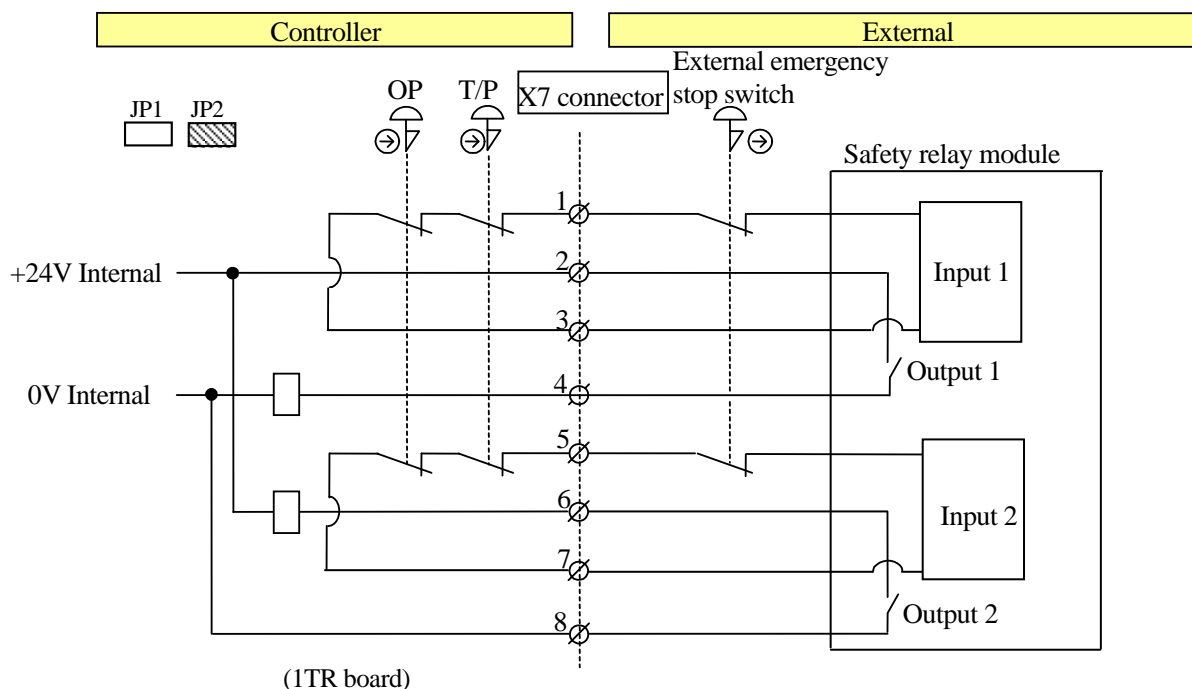 Controller
External
OP
T/P
X7 connector
External emergency
stop switch
JP1
JP2
Safety relay module
1
+24V Internal
2
Input 1
3
Output 1
0V Internal
4
5
6
Input 2
7
Output 2
8
(1TR board)